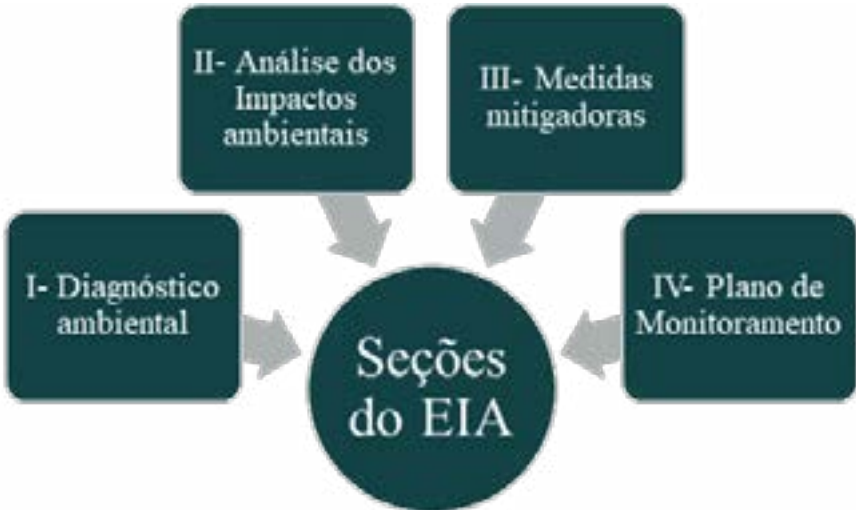 I- Diagnóstico
ambiental
II- Análise dos
Impactos
ambientais
III- Medidas
mitigadoras
IV- Plano de
Monitoramento
Seções
do EIA